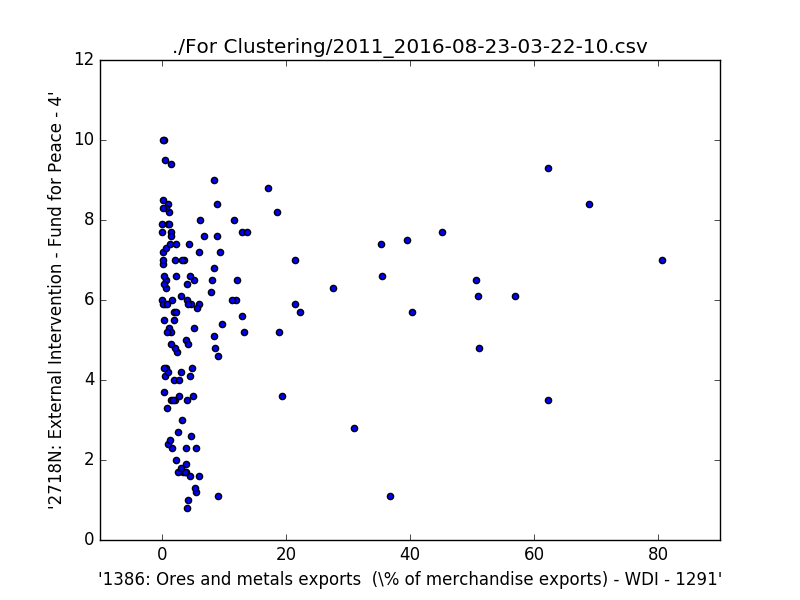 ./For Clustering/2011_2016-08-23-03-22-10.csv
12
10
8
6
4
2
0
'2718N: External Intervention - Fund for Peace - 4'
0 20 40 60 80
'1386: Ores and metals exports  (\% of merchandise exports) - WDI - 1291'